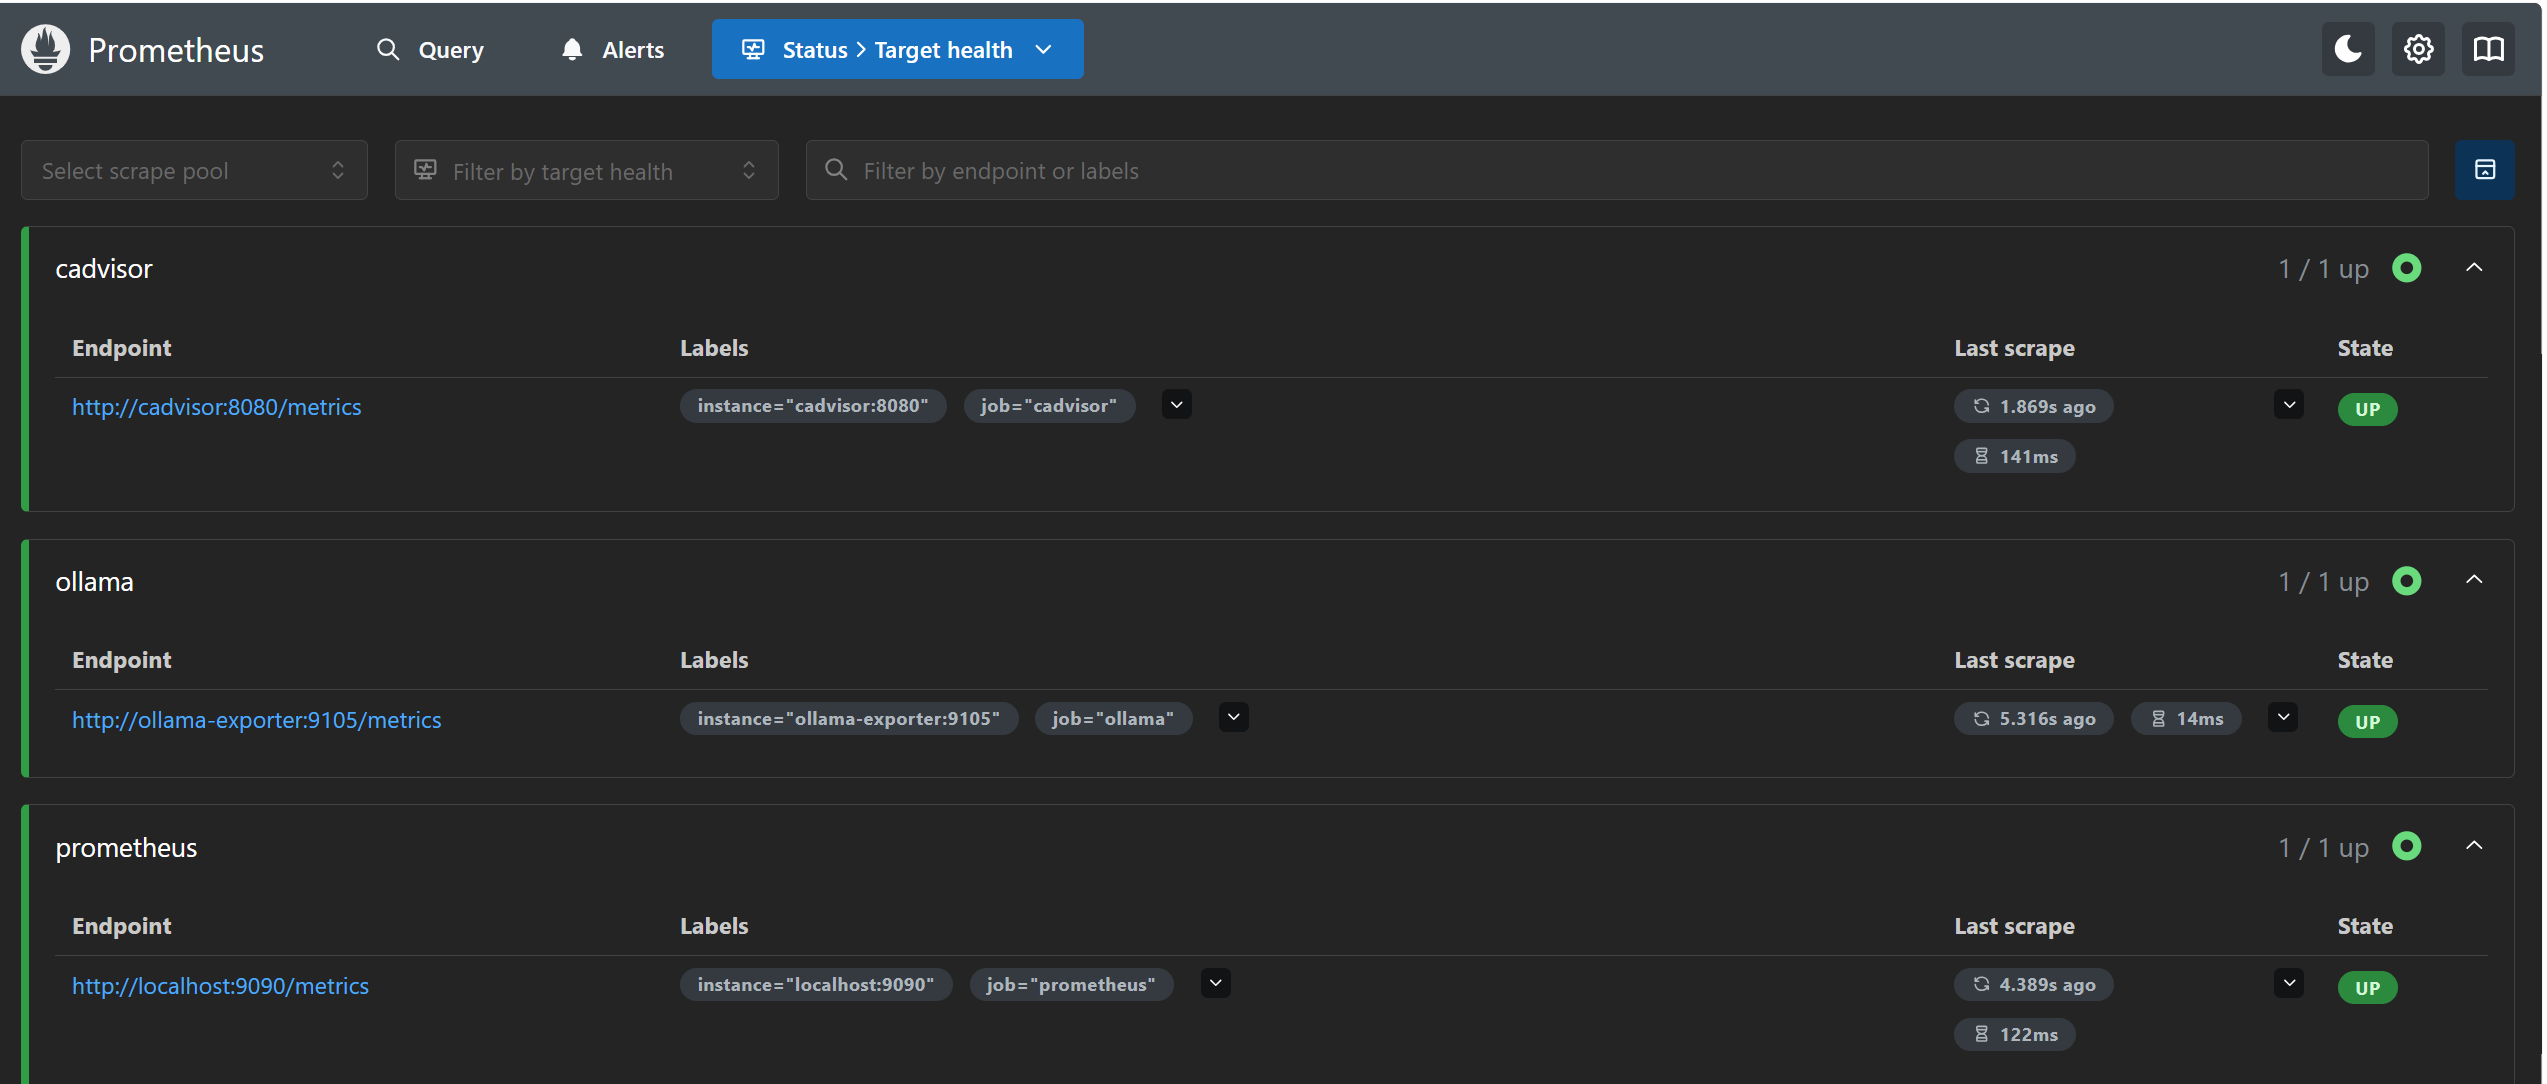 Prometheus Query Alerts Status > Target health
Select scrape pool Filter by target health Filter by endpoint or labels
cadvisor 1 / 1 up
Endpoint Labels Last scrape State
http://cadvisor:8080/metrics instance="cadvisor:8080" job="cadvisor" 1.869s ago UP
141ms
ollama 1 / 1 up
Endpoint Labels Last scrape State
http://ollama-exporter:9105/metrics instance="ollama-exporter:9105" job="ollama" 5.316s ago 14ms UP
prometheus 1 / 1 up
Endpoint Labels Last scrape State
http://localhost:9090/metrics instance="localhost:9090" job="prometheus" 4.389s ago UP
122ms